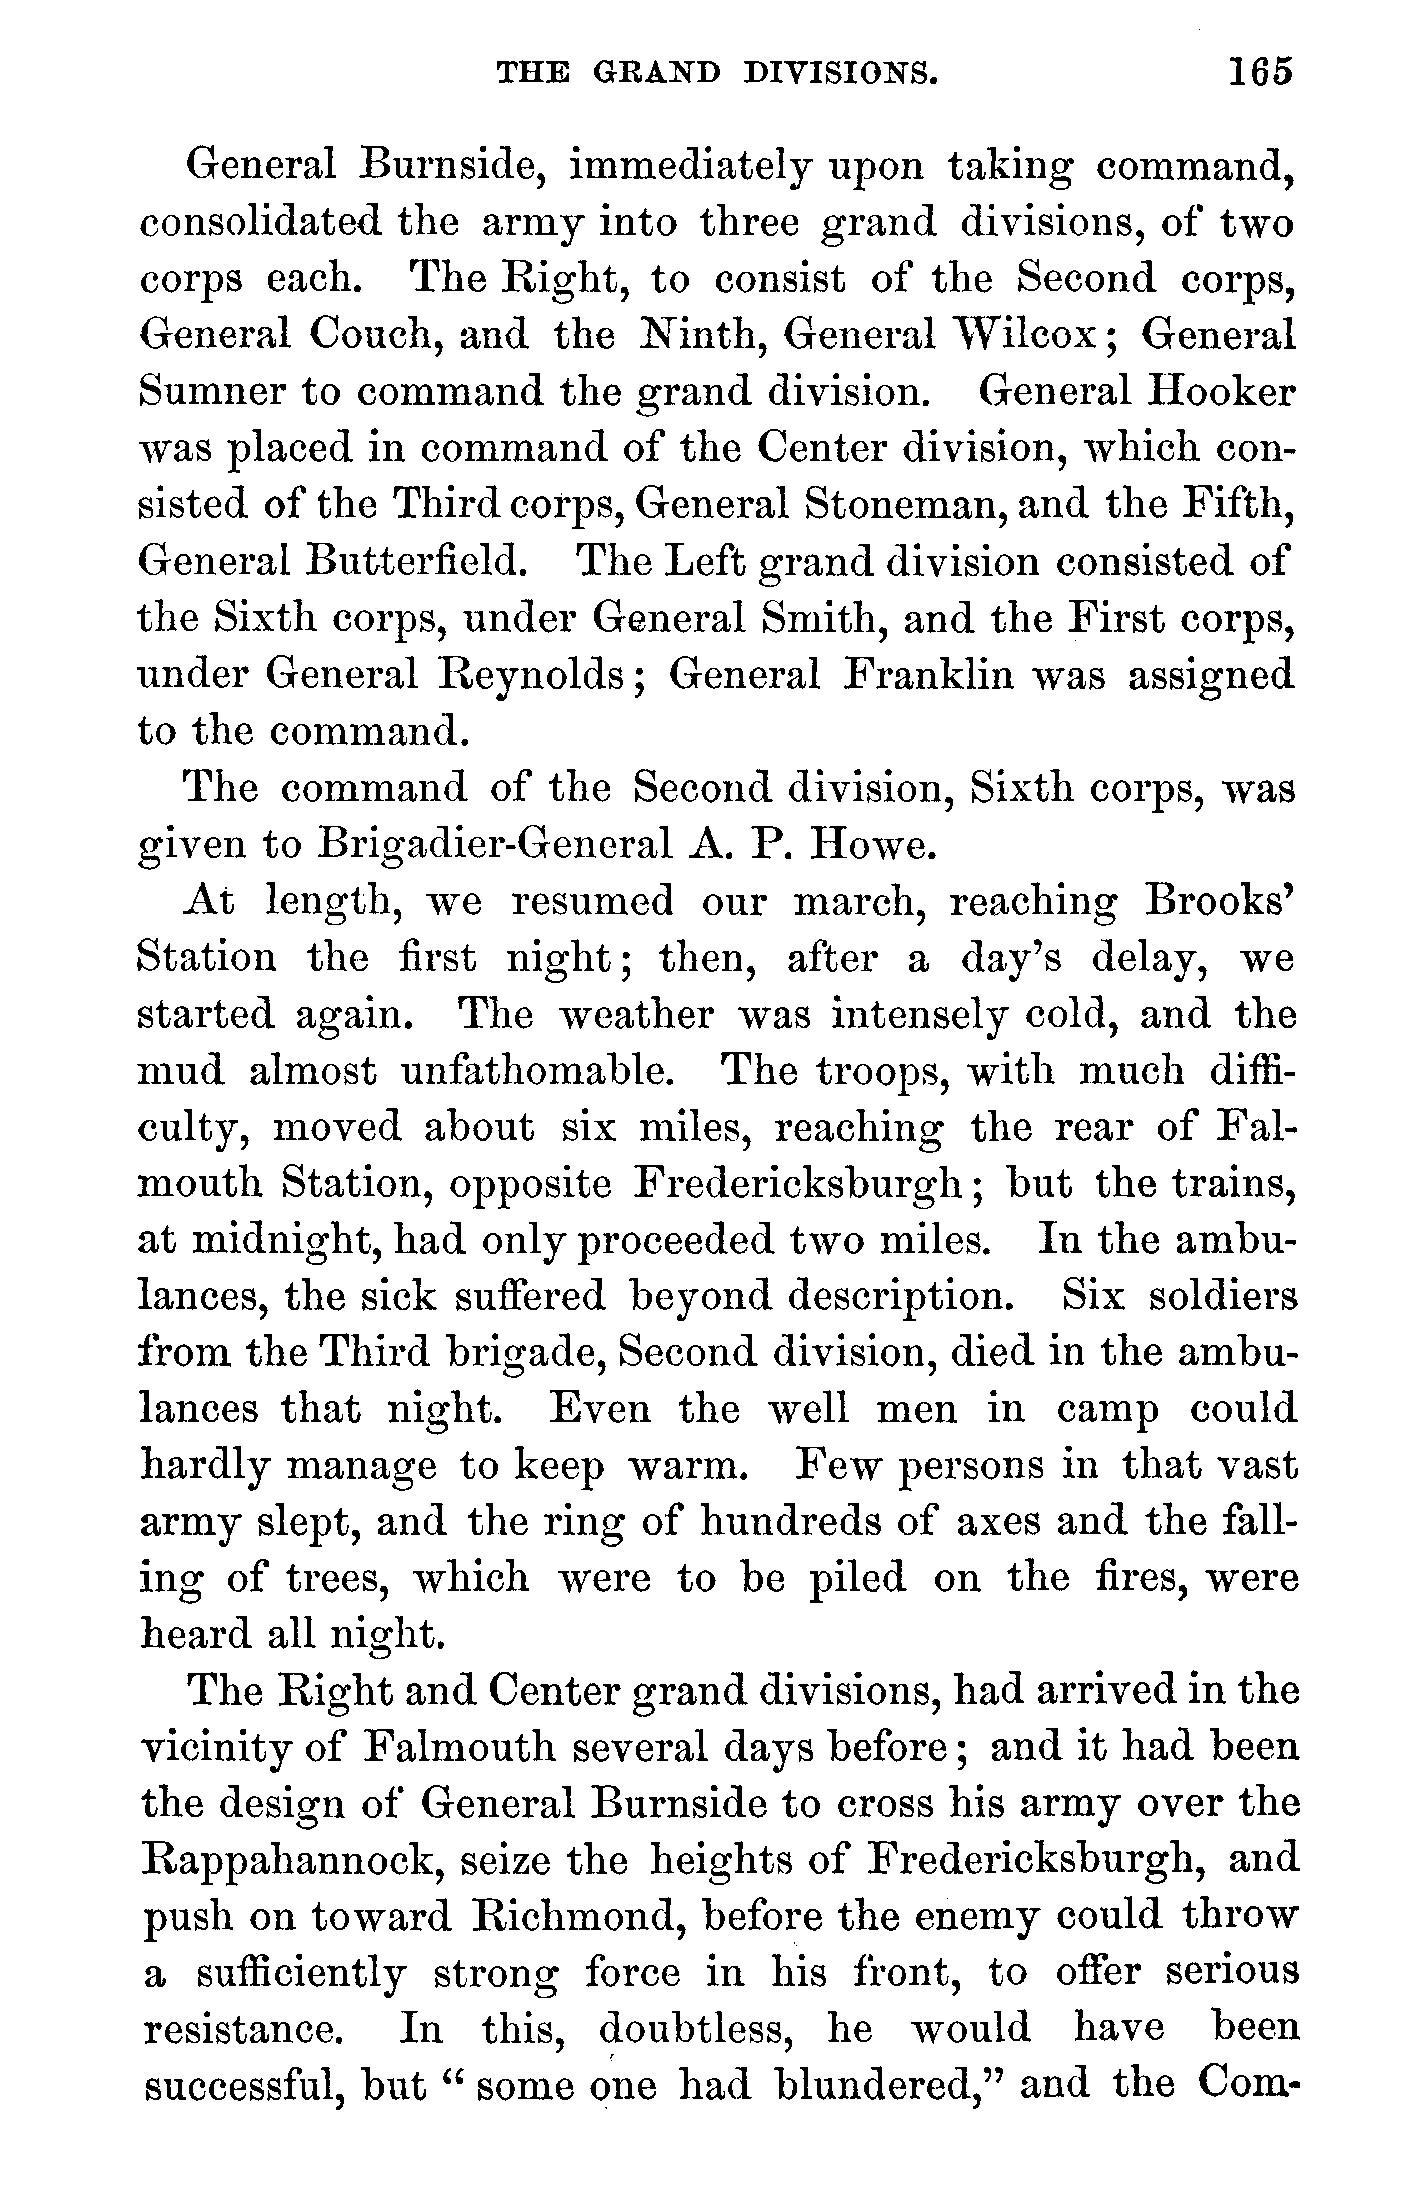 THE GRAND DIVISIONS. 165
General Burnside, immediately upon taking command,
consolidated the army into three grand divisions, of two
corps each. The Right, to consist of the Second corps,
General Couch, and the Ninth, General Wilcox; General
Sumner to command the grand division. General Hooker
was placed in command of the Center division, which con-
sisted of the Third corps, General Stoneman, and the Fifth,
General Butterfield. The Left grand division consisted of
the Sixth corps, under General Smith, and the First corps,
under General Reynolds; General Franklin was assigned
to the command.
The command of the Second division, Sixth corps, was
given to Brigadier-General A. P. Howe.
At length, we resumed our march, reaching Brooks’
Station the first night; then, after a day’s delay, we
started again. The weather was intensely cold, and the
mud almost unfathomable. The troops, with much diffi-
culty, moved about six miles, reaching the rear of Fal-
mouth Station, opposite Fredericksburgh; but the trains,
at midnight, had only proceeded two miles. In the ambu-
lances, the sick suffered beyond description. Six soldiers
from the Third brigade, Second division, died in the ambu-
lances that night. Even the well men in camp could
hardly manage to keep warm. Few persons in that vast
army slept, and the ring of hundreds of axes and the fall-
ing of trees, which were to be piled on the fires, were
heard all night.
The Right and Center grand divisions, had arrived in the
vicinity of Falmouth several days before; and it had been
the design of General Burnside to cross his army over the
Rappahannock, seize the heights of Fredericksburgh, and
push on toward Richmond, before the enemy could throw
a sufficiently strong force in his front, to offer serious
resistance. In this, doubtless, he would have been
successful, but “ some one had blundered,” and the Com-